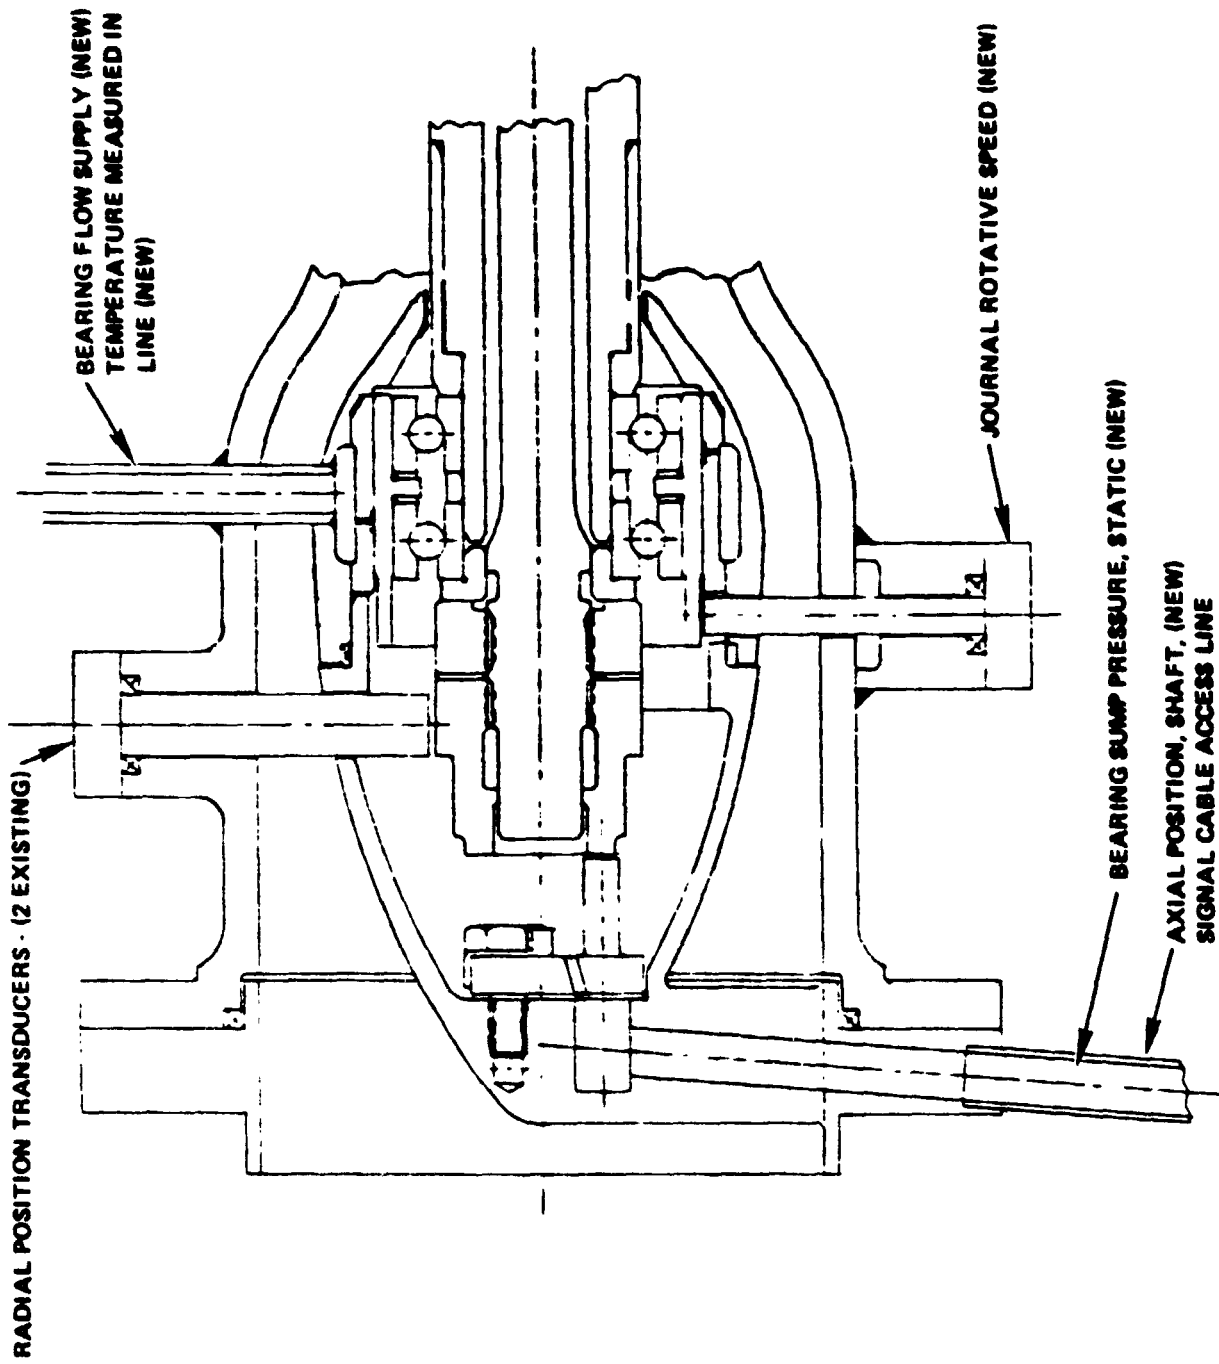 RADIAL POSITION TRANSDUCERS - (2 EXISTING)
BEARING FLOW SUPPLY (NEW)
TEMPERATURE MEASURED IN
LINE (NEW)
JOURNAL ROTATIVE SPEED (NEW)
BEARING SUMP PRESSURE, STATIC (NEW)
AXIAL POSITION, SHAFT, (NEW)
SIGNAL CABLE ACCESS LINE